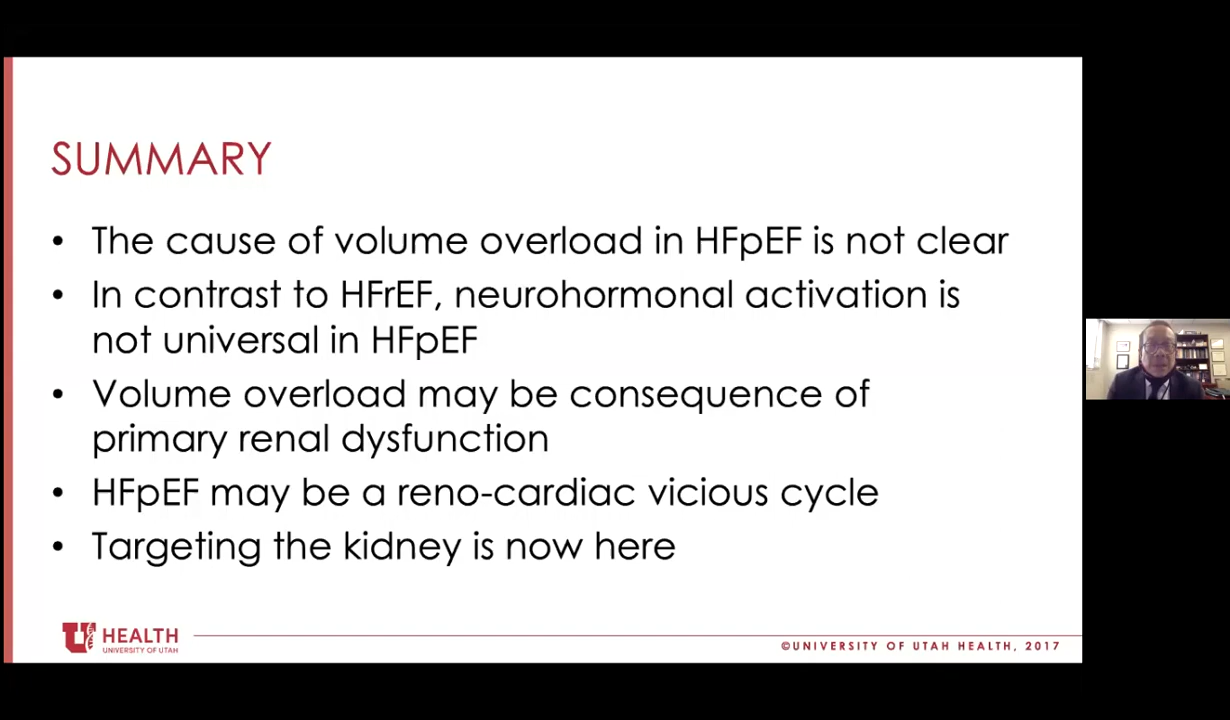 SUMMARY
• The cause of volume overload in HFpEF is not clear
• In contrast to HFrEF, neurohormonal activation is
not universal in HFpEF
• Volume overload may be consequence of
primary renal dysfunction
• HFpEF may be a reno-cardiac vicious cycle
• Targeting the kidney is now here
U HEALTH
UNIVERSITY OF UTAH
©UNIVERSITY OF UTAH HEALTH, 2017